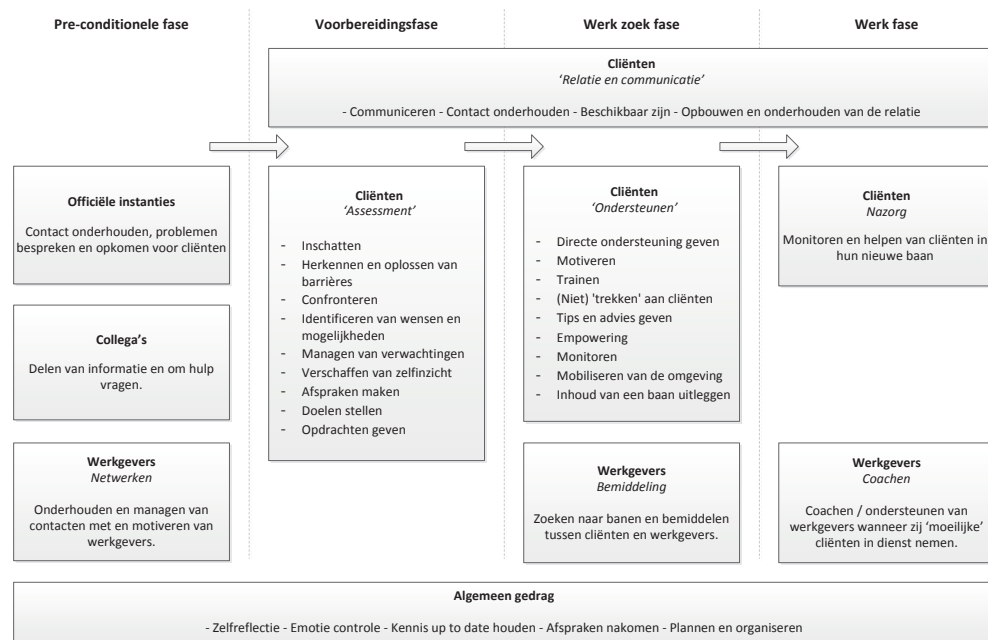 Pre-conditionele fase
Voorbereidingsfase
Werk zoek fase
Werk fase
Cliënten
‘Relatie en communicatie’
- Communiceren - Contact onderhouden - Beschikbaar zijn - Opbouwen en onderhouden van de relatie
Officiële instanties
Contact onderhouden, problemen
bespreken en opkomen voor cliënten
Collega’s
Delen van informatie en om hulp
vragen.
Werkgevers
Netwerken
Onderhouden en managen van
contacten met en motiveren van
werkgevers.
Cliënten
‘Assessment’
- Inschatten
- Herkennen en oplossen van
barrières
- Confronteren
- Identificeren van wensen en
mogelijkheden
- Managen van verwachtingen
- Verschaffen van zelfinzicht
- Afspraken maken
- Doelen stellen
- Opdrachten geven
Cliënten
‘Ondersteunen’
- Directe ondersteuning geven
- Motiveren
- Trainen
- (Niet) 'trekken' aan cliënten
- Tips en advies geven
- Empowering
- Monitoren
- Mobiliseren van de omgeving
- Inhoud van een baan uitleggen
Werkgevers
Bemiddeling
Zoeken naar banen en bemiddelen
tussen cliënten en werkgevers.
Cliënten
Nazorg
Monitoren en helpen van cliënten in
hun nieuwe baan
Werkgevers
Coachen
Coachen / ondersteunen van
werkgevers wanneer zij ‘moeilijke’
cliënten in dienst nemen.
Algemeen gedrag
- Zelfreflectie - Emotie controle - Kennis up to date houden - Afspraken nakomen - Plannen en organiseren